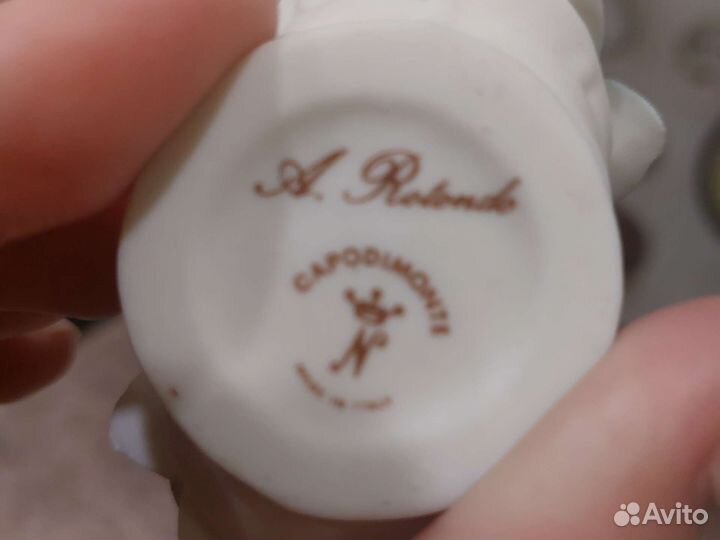 A. Rotondo
CAPODIMONTE
N
MADE IN ITALY
Avito